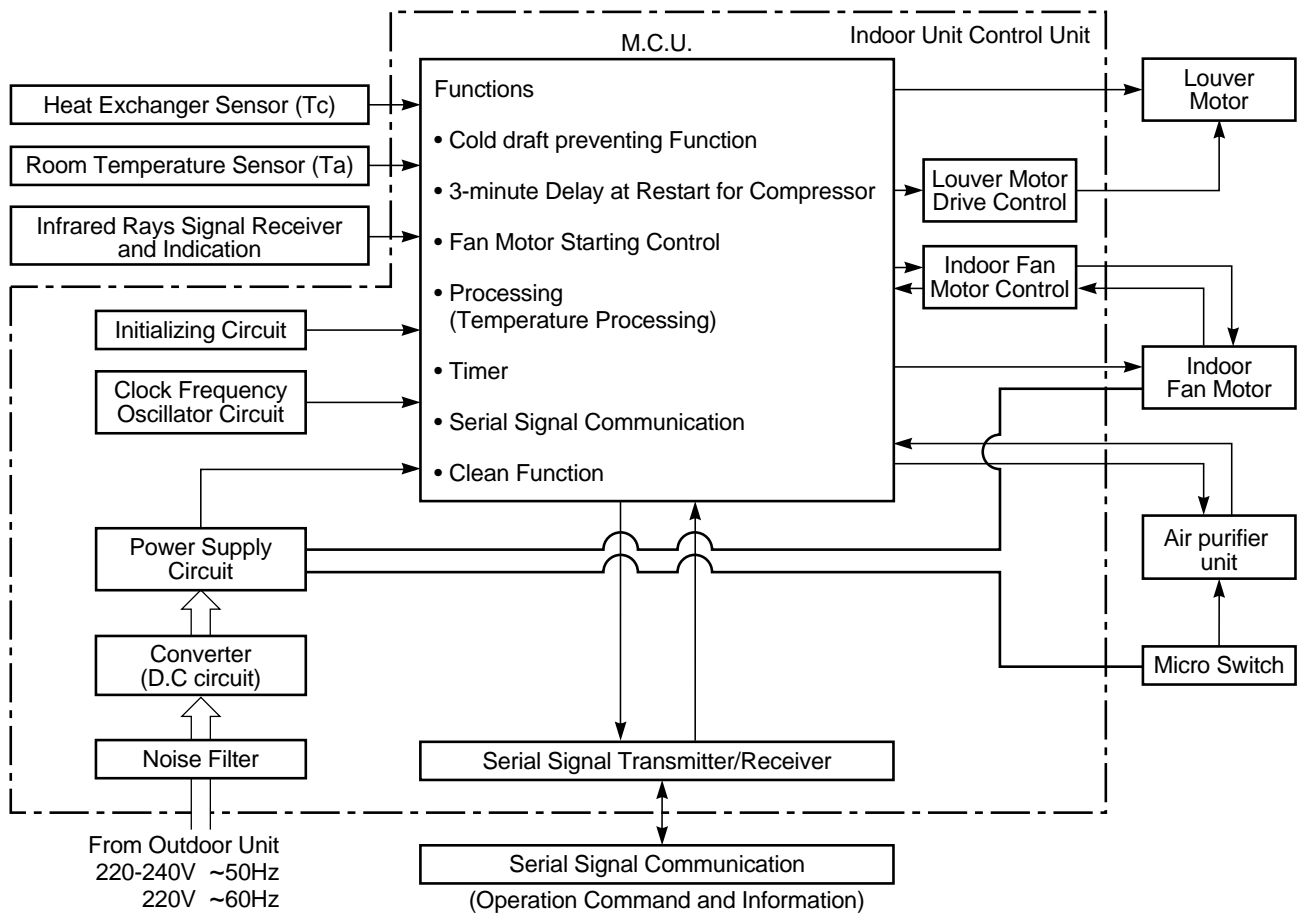 M.C.U.
Indoor Unit Control Unit
Heat Exchanger Sensor (Tc)
Room Temperature Sensor (Ta)
Infrared Rays Signal Receiver
and Indication
Initializing Circuit
Clock Frequency
Oscillator Circuit
Power Supply
Circuit
Converter
(D.C circuit)
Noise Filter
From Outdoor Unit
220-240V ~50Hz
220V ~60Hz
Functions
• Cold draft preventing Function
• 3-minute Delay at Restart for Compressor
• Fan Motor Starting Control
• Processing
(Temperature Processing)
• Timer
• Serial Signal Communication
• Clean Function
Serial Signal Transmitter/Receiver
Serial Signal Communication
(Operation Command and Information)
Louver
Motor
Louver Motor
Drive Control
Indoor Fan
Motor Control
Indoor
Fan Motor
Air purifier
unit
Micro Switch